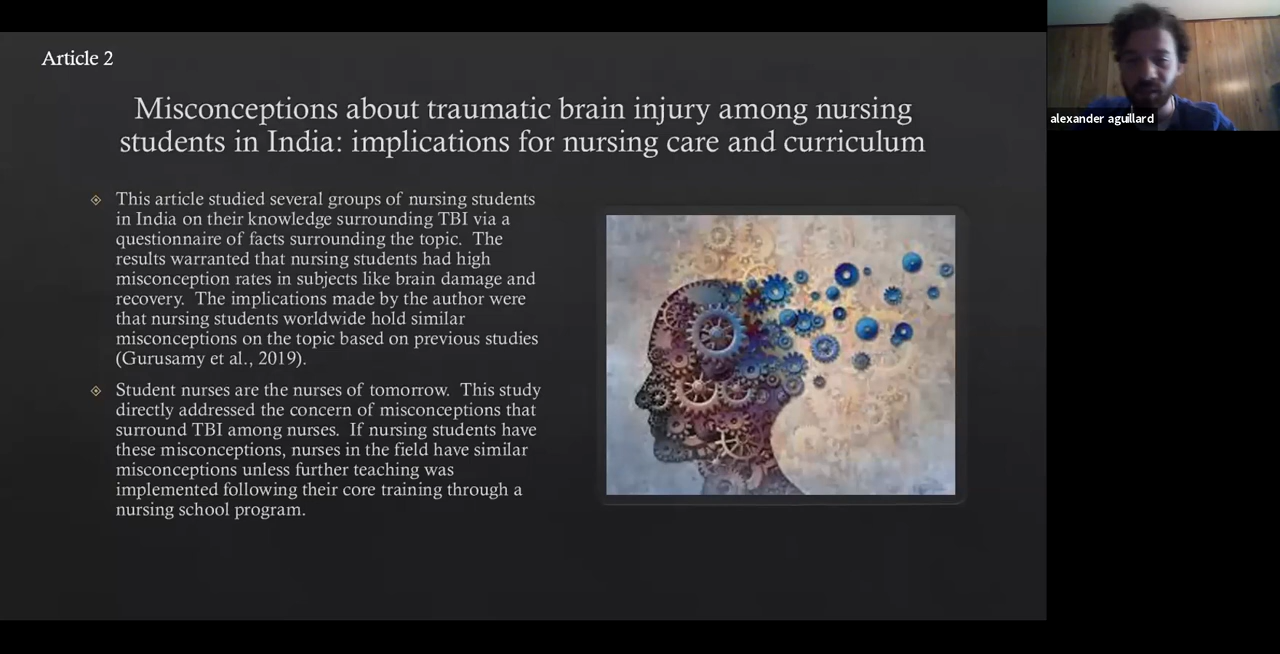 Article 2
Misconceptions about traumatic brain injury among nursing
students in India: implications for nursing care and curriculum
This article studied several groups of nursing students
in India on their knowledge surrounding TBI via a
questionnaire of facts surrounding the topic.  The
results warranted that nursing students had high
misconception rates in subjects like brain damage and
recovery.  The implications made by the author were
that nursing students worldwide hold similar
misconceptions on the topic based on previous studies
(Gurusamy et al., 2019).
Student nurses are the nurses of tomorrow.  This study
directly addressed the concern of misconceptions that
surround TBI among nurses.  If nursing students have
these misconceptions, nurses in the field have similar
misconceptions unless further teaching was
implemented following their core training through a
nursing school program.
alexander aguillard